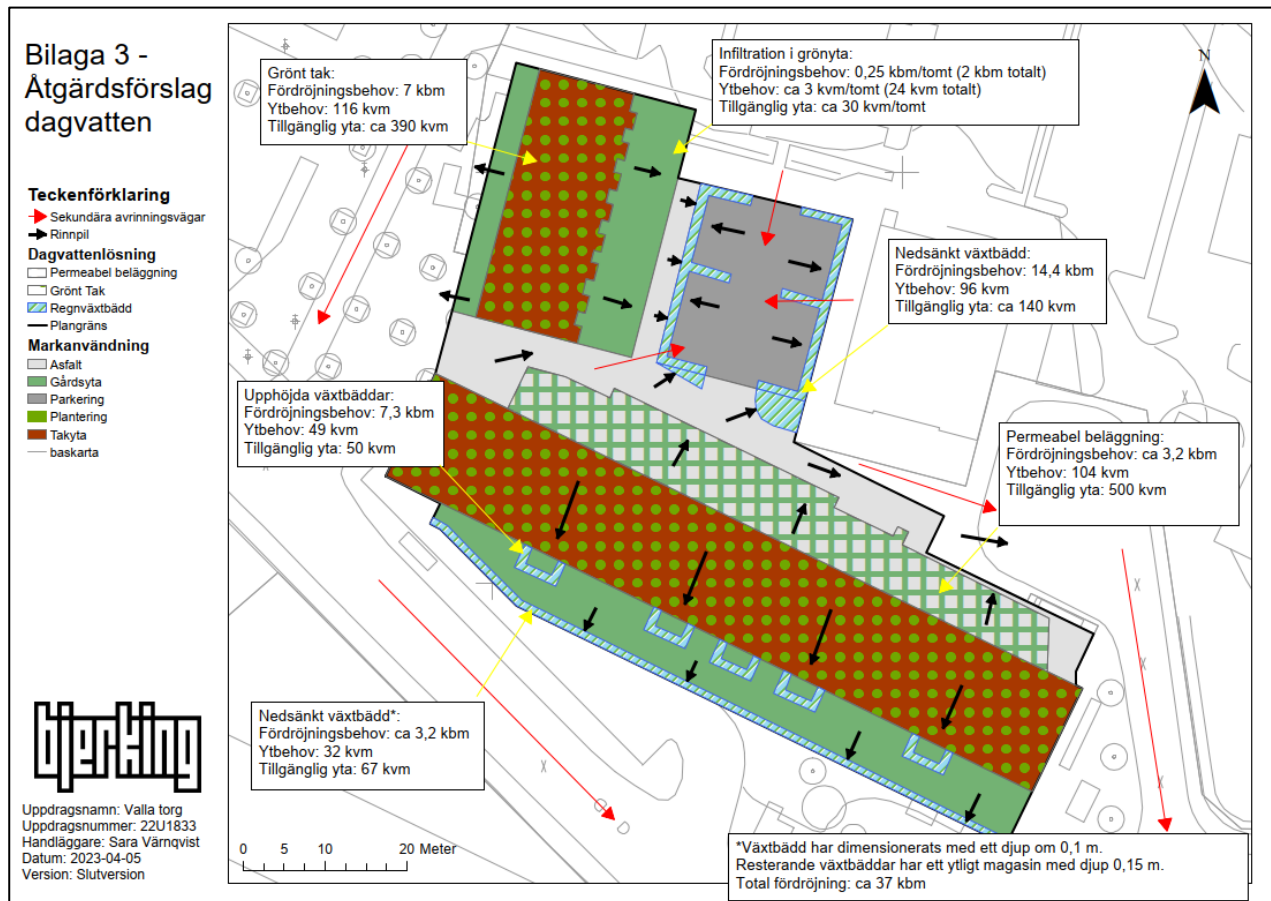 Bilaga 3 -
Åtgärdsförslag
dagvatten
Teckenförklaring
Sekundära avrinningsvägar
Rinnpil
Dagvattenlösning
Permeabel beläggning
Grönt Tak
Regnväxtbädd
Plangräns
Markanvändning
Asfalt
Gårdsyta
Parkering
Plantering
Takyta
baskarta
bjerking
Uppdragsnamn: Valla torg
Uppdragsnummer: 22U1833
Handläggare: Sara Värnqvist
Datum: 2023-04-05
Version: Slutversion
Grönt tak:
Fördröjningsbehov: 7 kbm
Ytbehov: 116 kvm
Tillgänglig yta: ca 390 kvm
Infiltration i grönyta:
Fördröjningsbehov: 0,25 kbm/tomt (2 kbm totalt)
Ytbehov: ca 3 kvm/tomt (24 kvm totalt)
Tillgänglig yta: ca 30 kvm/tomt
N
Nedsänkt växtbädd:
Fördröjningsbehov: 14,4 kbm
Ytbehov: 96 kvm
Tillgänglig yta: ca 140 kvm
Upphöjda växtbäddar:
Fördröjningsbehov: 7,3 kbm
Ytbehov: 49 kvm
Tillgänglig yta: 50 kvm
Permeabel beläggning:
Fördröjningsbehov: ca 3,2 kbm
Ytbehov: 104 kvm
Tillgänglig yta: 500 kvm
Nedsänkt växtbädd*:
Fördröjningsbehov: ca 3,2 kbm
Ytbehov: 32 kvm
Tillgänglig yta: 67 kvm
0 5 10 20 Meter
*Växtbädd har dimensionerats med ett djup om 0,1 m.
Resterande växtbäddar har ett ytligt magasin med djup 0,15 m.
Total fördröjning: ca 37 kbm